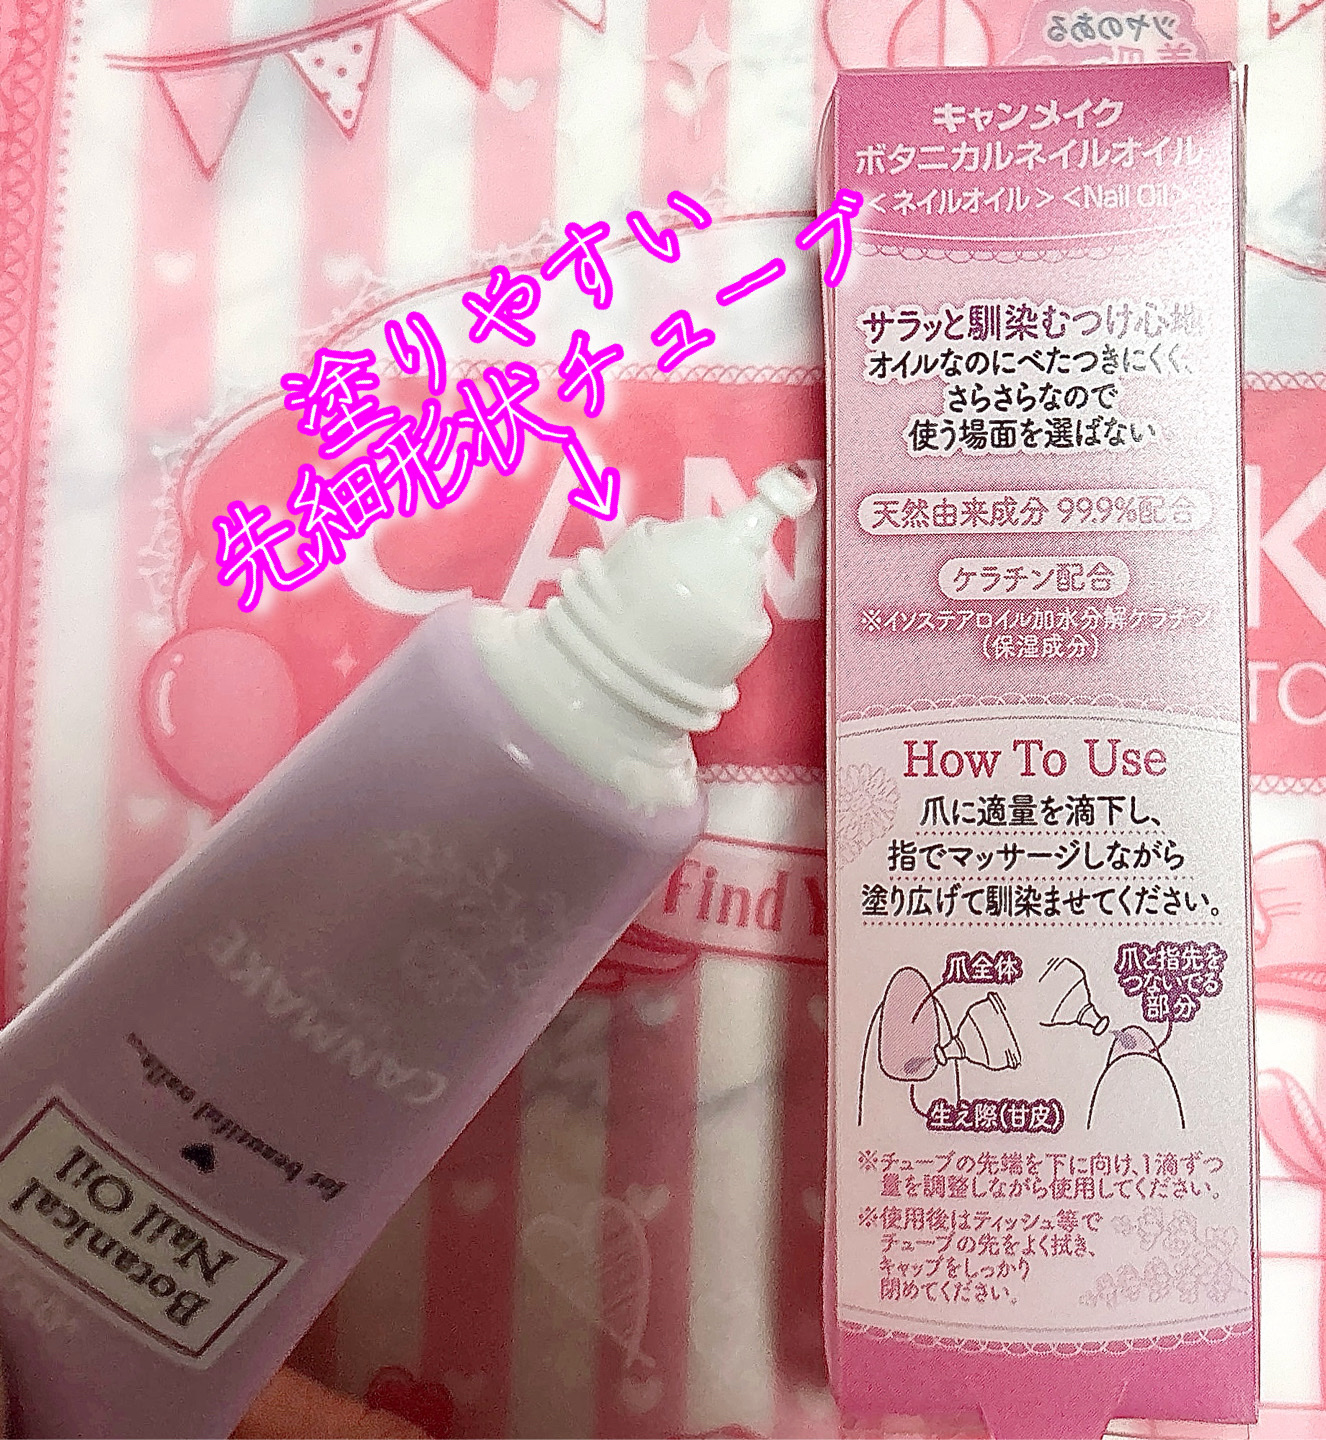 塗りやすい
先細形状チューブ
↓
ツヤのある
キャンメイク
ボタニカルネイルオイル
<ネイルオイル> <Nail Oil>
サラッと馴染むつけ心地
オイルなのにべたつきにくく、
さらさらなので
使う場面を選ばない
天然由来成分 99.9%配合
ケラチン配合
※イソステアロイル加水分解ケラチン
(保湿成分)
How To Use
爪に適量を滴下し、
指でマッサージしながら
塗り広げて馴染ませてください。
爪全体
爪と指先を
つないでる
部分
生え際(甘皮)
※チューブの先端を下に向け、1滴ずつ
量を調整しながら使用してください。
※使用後はティッシュ等で
チューブの先をよく拭き、
キャップをしっかり
閉めてください。
CANMAKE
for beautiful nails
Botanical
Nail Oil
CAN K
TO
Find Y